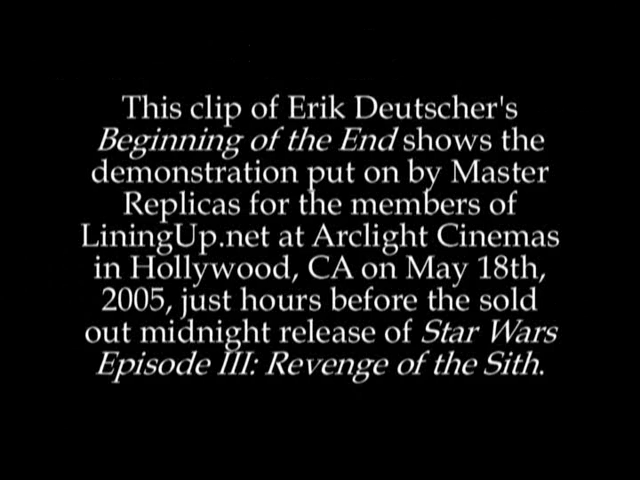 This clip of Erik Deutscher's
Beginning of the End shows the
demonstration put on by Master
Replicas for the members of
LiningUp.net at Arclight Cinemas
in Hollywood, CA on May 18th,
2005, just hours before the sold
out midnight release of Star Wars
Episode III: Revenge of the Sith.